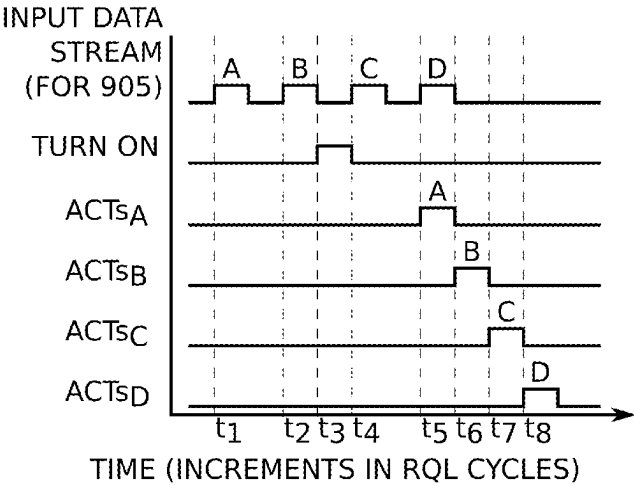 INPUT DATA
STREAM
(FOR 905)
A B C D
TURN ON
ACTsA
A
ACTsB
B
ACTsC
C
ACTsD
D
t1 t2 t3 t4 t5 t6 t7 t8
TIME (INCREMENTS IN RQL CYCLES)